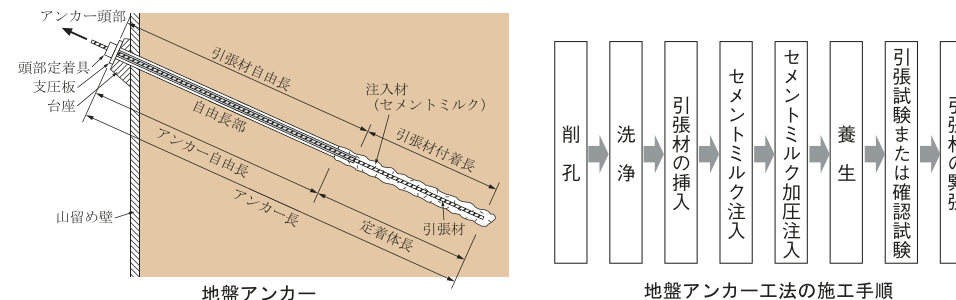 アンカー頭部
頭部定着具
支圧板
台座
引張材自由長
注入材
（セメントミルク）
引張材付着長
自由長部
アンカー自由長
アンカー長
定着体長
引張材
山留め壁
地盤アンカー
削孔
洗浄
引張材の挿入
セメントミルク注入
セメントミルク加圧注入
養生
引張試験または確認試験
地盤アンカー工法の施工手順